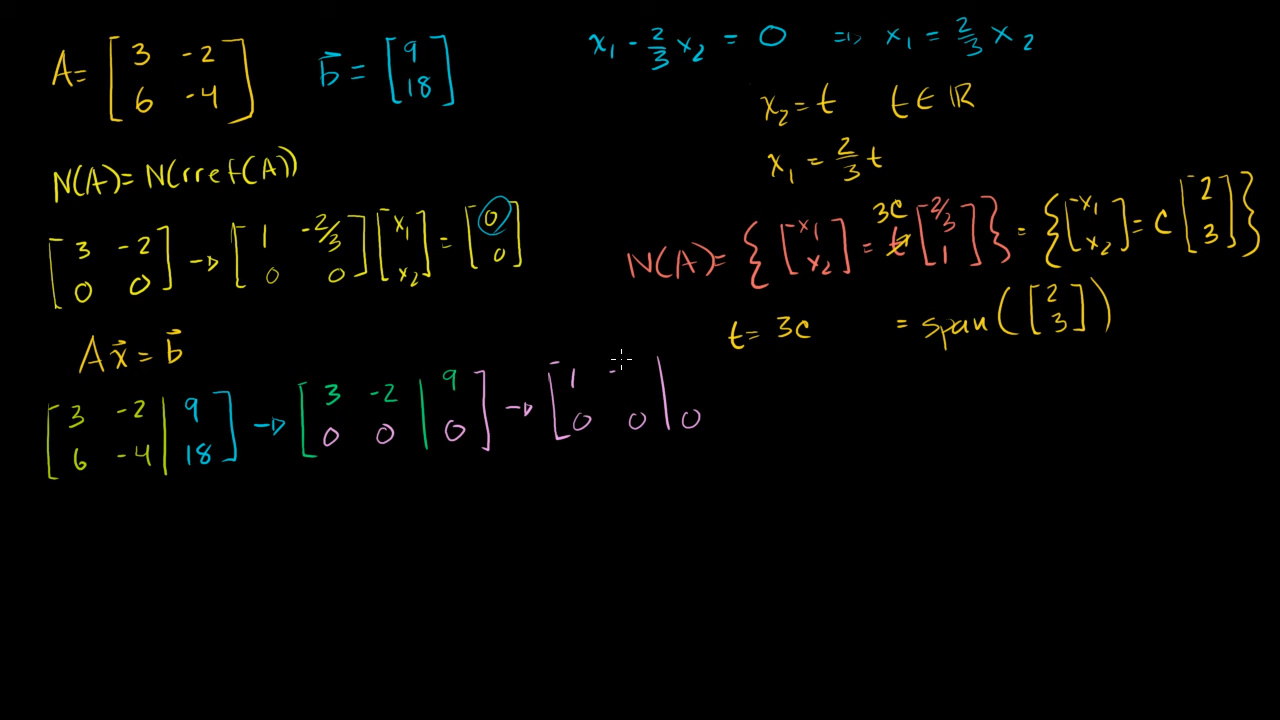 A = [3 -2; 6 -4] b⃗ = [9; 18]
x₁ - 2/3 x₂ = 0 ⇒ x₁ = 2/3 x₂
x₂ = t t ∈ ℝ
x₁ = 2/3 t
N(A) = N(rref(A))
[3 -2; 0 0] → [1 -2/3; 0 0] [x₁; x₂] = [0; 0]
N(A) = { [x₁; x₂] = t 3c [2/3; 1] } = { [x₁; x₂] = c [2; 3] }
t = 3c = span([2; 3])
A x⃗ = b⃗
[3 -2 | 9; 6 -4 | 18] → [3 -2 | 9; 0 0 | 0] → [1 - | ; 0 0 | 0